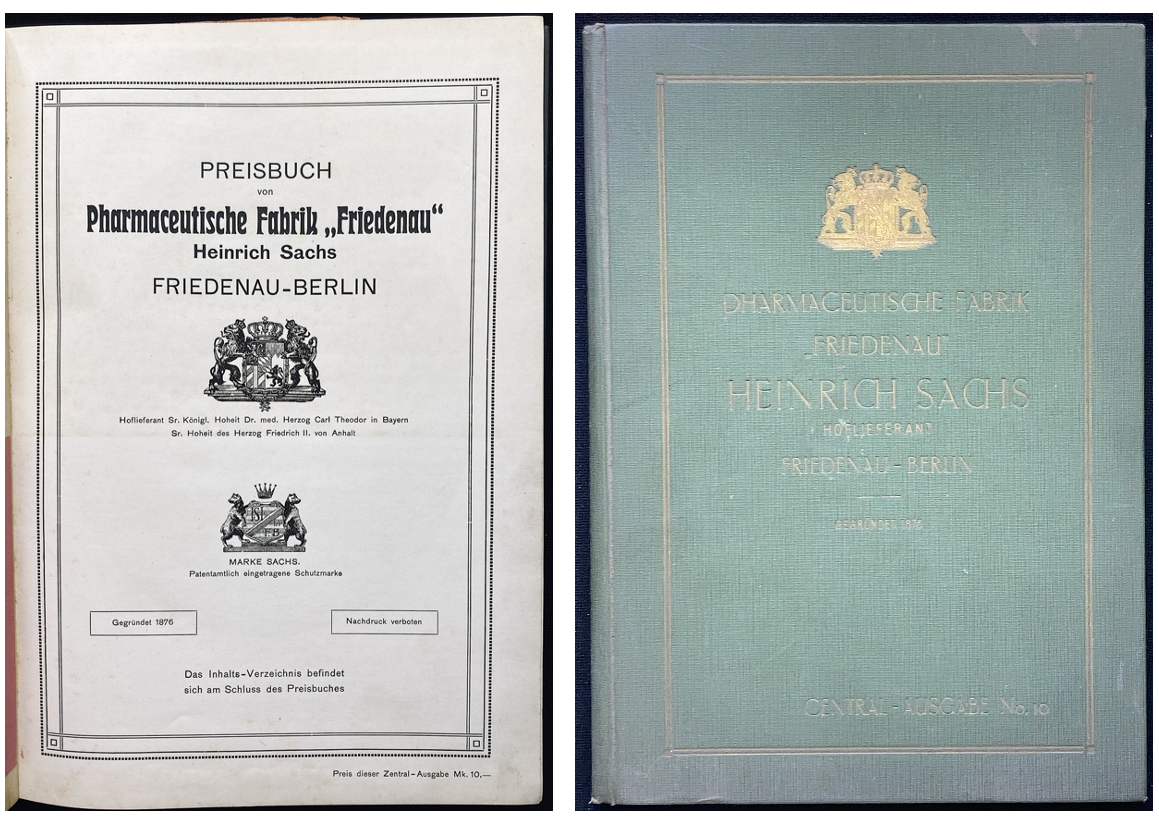 PREISBUCH
von
Pharmaceutische Fabrik „Friedenau“
Heinrich Sachs
FRIEDENAU-BERLIN
Hoflieferant Sr. Königl. Hoheit Dr. med. Herzog Carl Theodor in Bayern
Sr. Hoheit des Herzog Friedrich II. von Anhalt
MARKE SACHS.
Patentamtlich eingetragene Schutzmarke
Gegründet 1876
Nachdruck verboten
Das Inhalts-Verzeichnis befindet
sich am Schluss des Preisbuches
Preis dieser Zentral-Ausgabe Mk. 10,—
PHARMACEUTISCHE FABRIK
„FRIEDENAU“
HEINRICH SACHS
HOFLIEFERANT
FRIEDENAU-BERLIN
BEGRÜNDET 1876
CENTRAL-AUSGABE No. 10